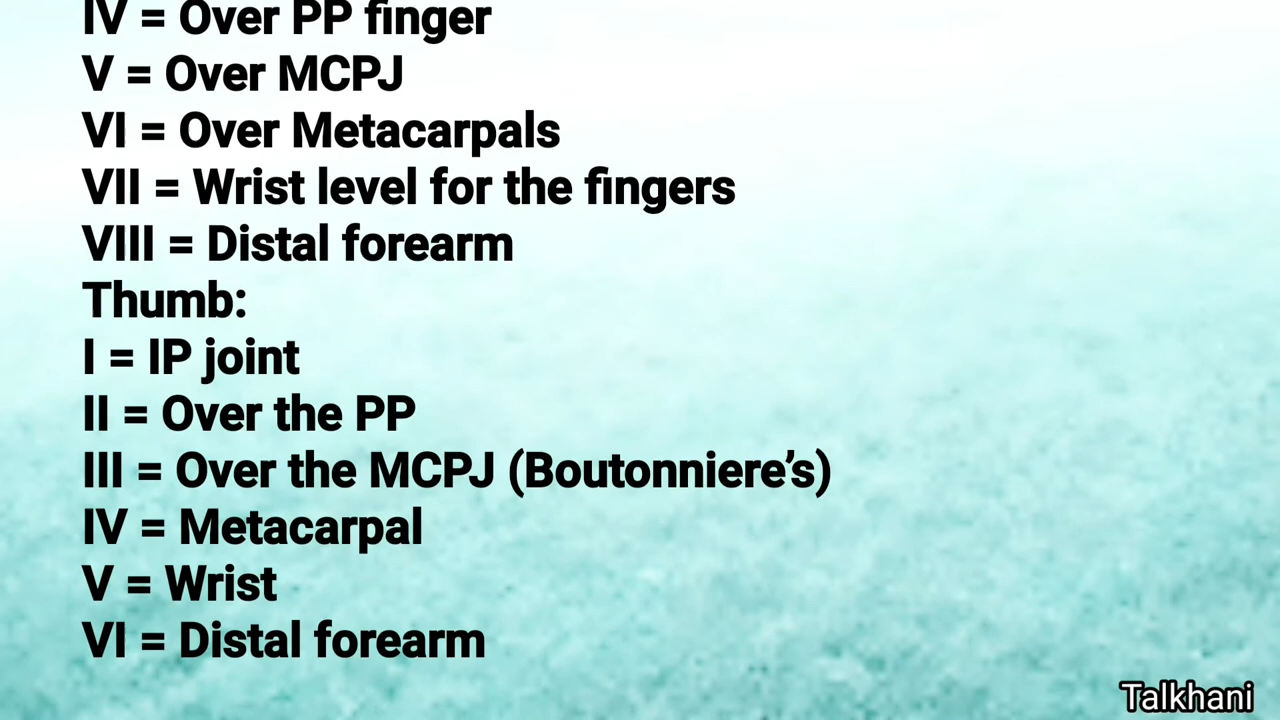 IV = Over PP finger
V = Over MCPJ
VI = Over Metacarpals
VII = Wrist level for the fingers
VIII = Distal forearm
Thumb:
I = IP joint
II = Over the PP
III = Over the MCPJ (Boutonniere’s)
IV = Metacarpal
V = Wrist
VI = Distal forearm
Talkhani